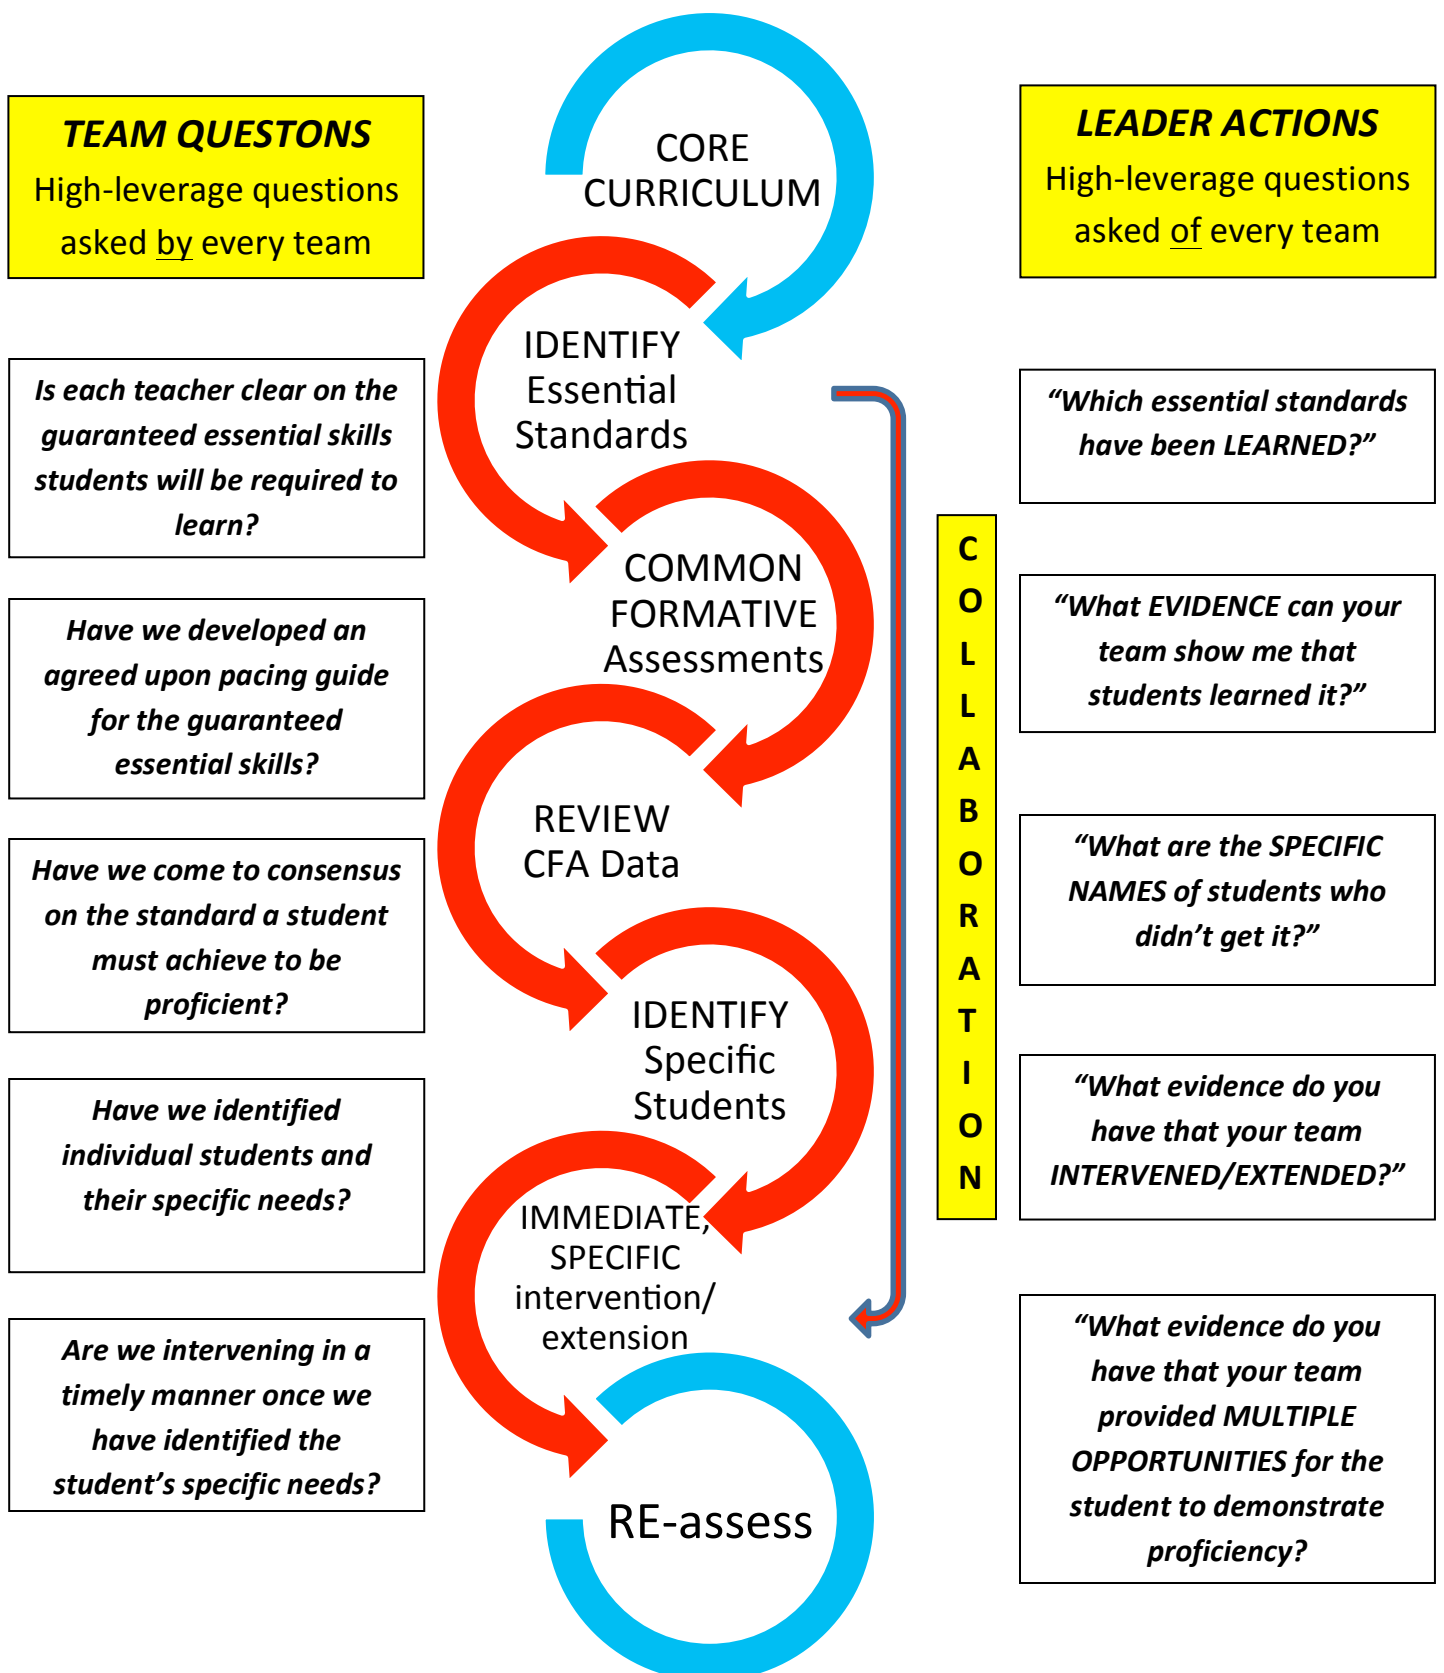 TEAM QUESTONS
High-leverage questions
asked by every team
Is each teacher clear on the
guaranteed essential skills
students will be required to
learn?
Have we developed an
agreed upon pacing guide
for the guaranteed
essential skills?
Have we come to consensus
on the standard a student
must achieve to be
proficient?
Have we identified
individual students and
their specific needs?
Are we intervening in a
timely manner once we
have identified the
student’s specific needs?
CORE
CURRICULUM
IDENTIFY
Essential
Standards
COMMON
FORMATIVE
Assessments
REVIEW
CFA Data
IDENTIFY
Specific
Students
IMMEDIATE,
SPECIFIC
intervention/
extension
RE-assess
C
O
L
L
A
B
O
R
A
T
I
O
N
LEADER ACTIONS
High-leverage questions
asked of every team
“Which essential standards
have been LEARNED?”
“What EVIDENCE can your
team show me that
students learned it?”
“What are the SPECIFIC
NAMES of students who
didn’t get it?”
“What evidence do you
have that your team
INTERVENED/EXTENDED?”
“What evidence do you
have that your team
provided MULTIPLE
OPPORTUNITIES for the
student to demonstrate
proficiency?